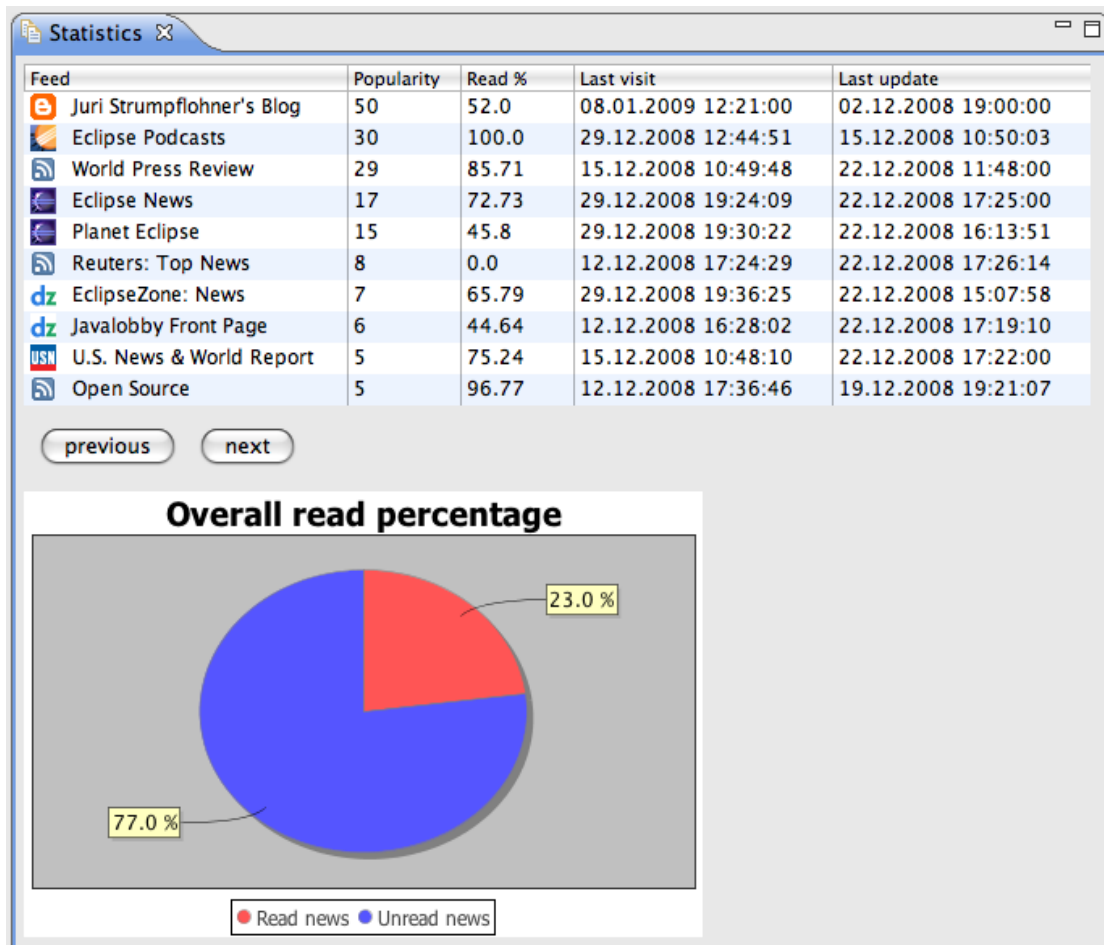 Statistics
Feed Popularity Read % Last visit Last update
Juri Strumpflohner's Blog 50 52.0 08.01.2009 12:21:00 02.12.2008 19:00:00
Eclipse Podcasts 30 100.0 29.12.2008 12:44:51 15.12.2008 10:50:03
World Press Review 29 85.71 15.12.2008 10:49:48 22.12.2008 11:48:00
Eclipse News 17 72.73 29.12.2008 19:24:09 22.12.2008 17:25:00
Planet Eclipse 15 45.8 29.12.2008 19:30:22 22.12.2008 16:13:51
Reuters: Top News 8 0.0 12.12.2008 17:24:29 22.12.2008 17:26:14
dz EclipseZone: News 7 65.79 29.12.2008 19:36:25 22.12.2008 15:07:58
dz Javalobby Front Page 6 44.64 12.12.2008 16:28:02 22.12.2008 17:19:10
USN U.S. News & World Report 5 75.24 15.12.2008 10:48:10 22.12.2008 17:22:00
Open Source 5 96.77 12.12.2008 17:36:46 19.12.2008 19:21:07
previous next
Overall read percentage
23.0 %
77.0 %
Read news Unread news